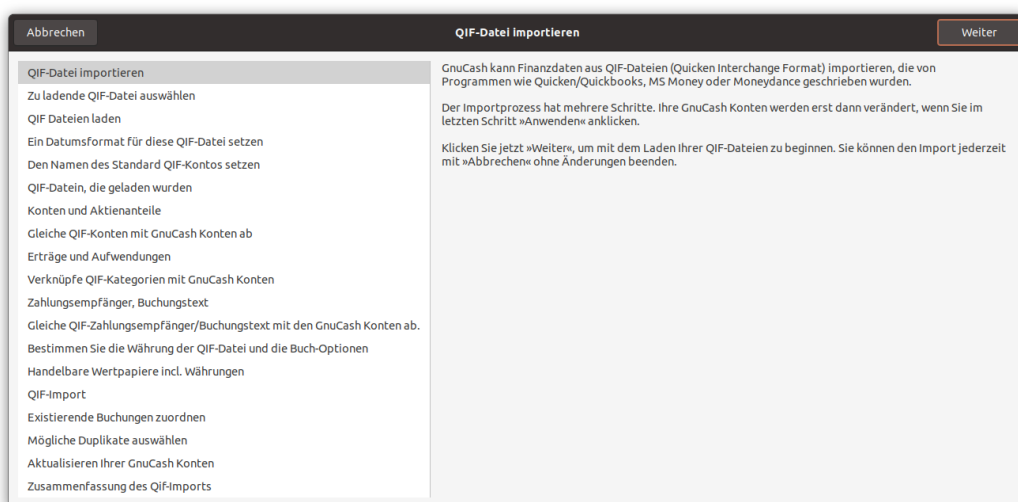 Abbrechen
QIF-Datei importieren
Weiter
QIF-Datei importieren
Zu ladende QIF-Datei auswählen
QIF Dateien laden
Ein Datumsformat für diese QIF-Datei setzen
Den Namen des Standard QIF-Kontos setzen
QIF-Datein, die geladen wurden
Konten und Aktienanteile
Gleiche QIF-Konten mit GnuCash Konten ab
Erträge und Aufwendungen
Verknüpfe QIF-Kategorien mit GnuCash Konten
Zahlungsempfänger, Buchungstext
Gleiche QIF-Zahlungsempfänger/Buchungstext mit den GnuCash Konten ab.
Bestimmen Sie die Währung der QIF-Datei und die Buch-Optionen
Handelbare Wertpapiere incl. Währungen
QIF-Import
Existierende Buchungen zuordnen
Mögliche Duplikate auswählen
Aktualisieren Ihrer GnuCash Konten
Zusammenfassung des Qif-Imports
GnuCash kann Finanzdaten aus QIF-Dateien (Quicken Interchange Format) importieren, die von
Programmen wie Quicken/Quickbooks, MS Money oder Moneydance geschrieben wurden.
Der Importprozess hat mehrere Schritte. Ihre GnuCash Konten werden erst dann verändert, wenn Sie im
letzten Schritt »Anwenden« anklicken.
Klicken Sie jetzt »Weiter«, um mit dem Laden Ihrer QIF-Dateien zu beginnen. Sie können den Import jederzeit
mit »Abbrechen« ohne Änderungen beenden.